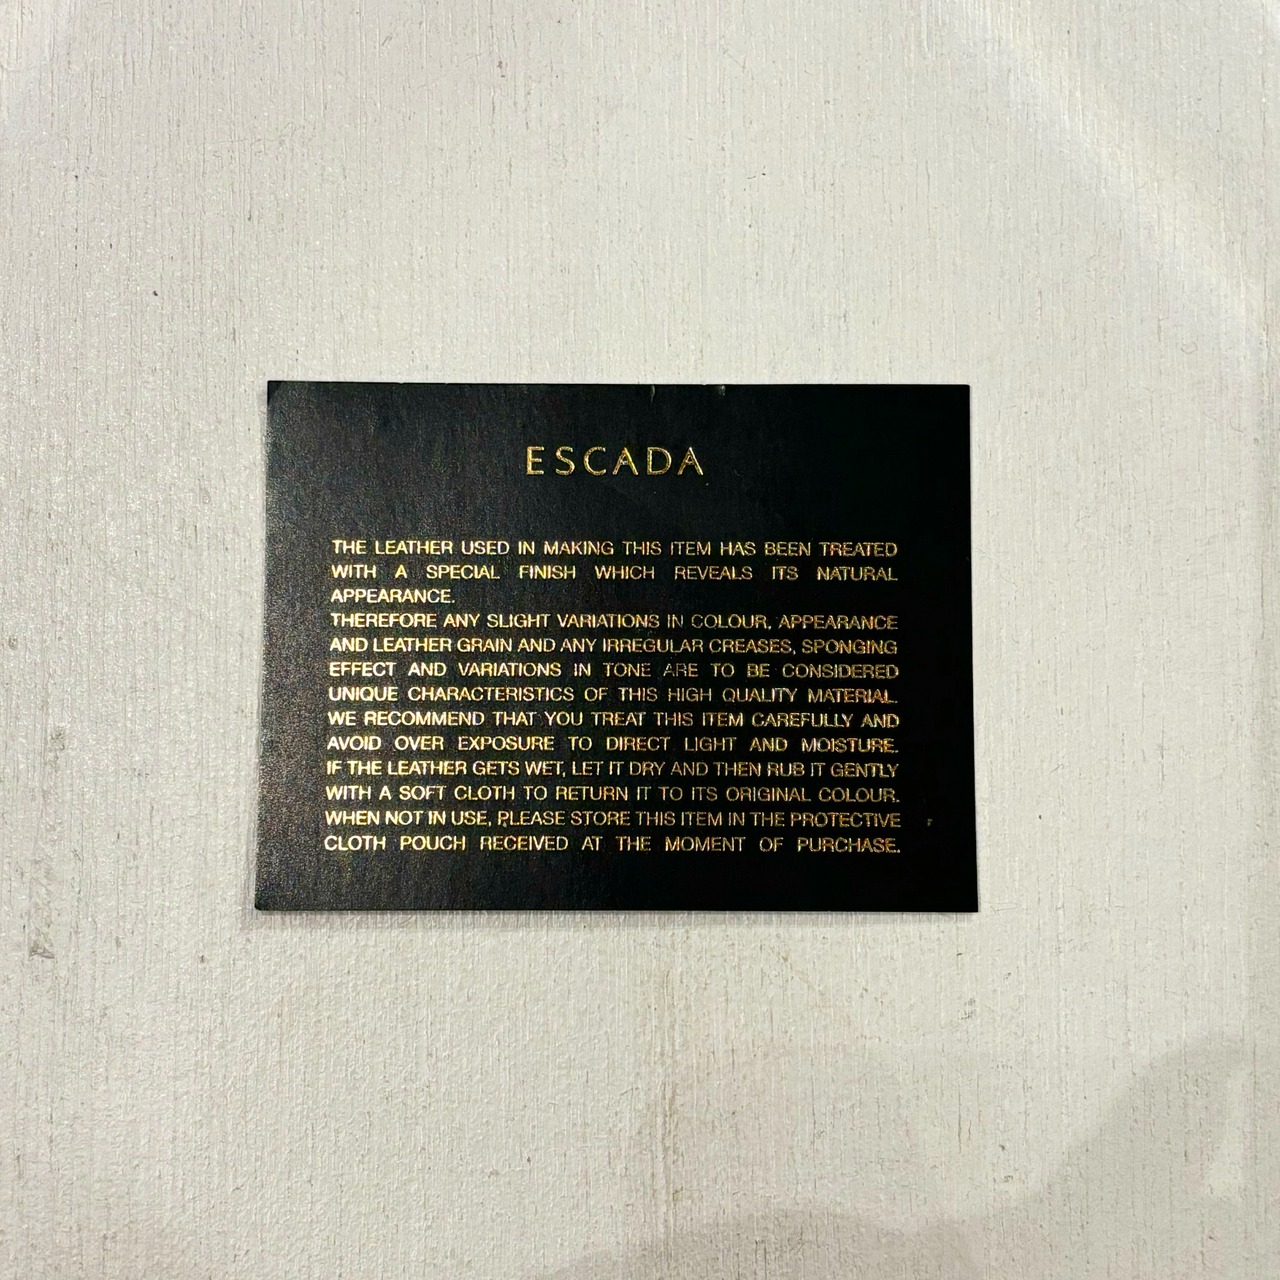 ESCADA
THE LEATHER USED IN MAKING THIS ITEM HAS BEEN TREATED
WITH A SPECIAL FINISH WHICH REVEALS ITS NATURAL
APPEARANCE.
THEREFORE ANY SLIGHT VARIATIONS IN COLOUR, APPEARANCE
AND LEATHER GRAIN AND ANY IRREGULAR CREASES, SPONGING
EFFECT AND VARIATIONS IN TONE ARE TO BE CONSIDERED
UNIQUE CHARACTERISTICS OF THIS HIGH QUALITY MATERIAL.
WE RECOMMEND THAT YOU TREAT THIS ITEM CAREFULLY AND
AVOID OVER EXPOSURE TO DIRECT LIGHT AND MOISTURE.
IF THE LEATHER GETS WET, LET IT DRY AND THEN RUB IT GENTLY
WITH A SOFT CLOTH TO RETURN IT TO ITS ORIGINAL COLOUR.
WHEN NOT IN USE, PLEASE STORE THIS ITEM IN THE PROTECTIVE
CLOTH POUCH RECEIVED AT THE MOMENT OF PURCHASE.